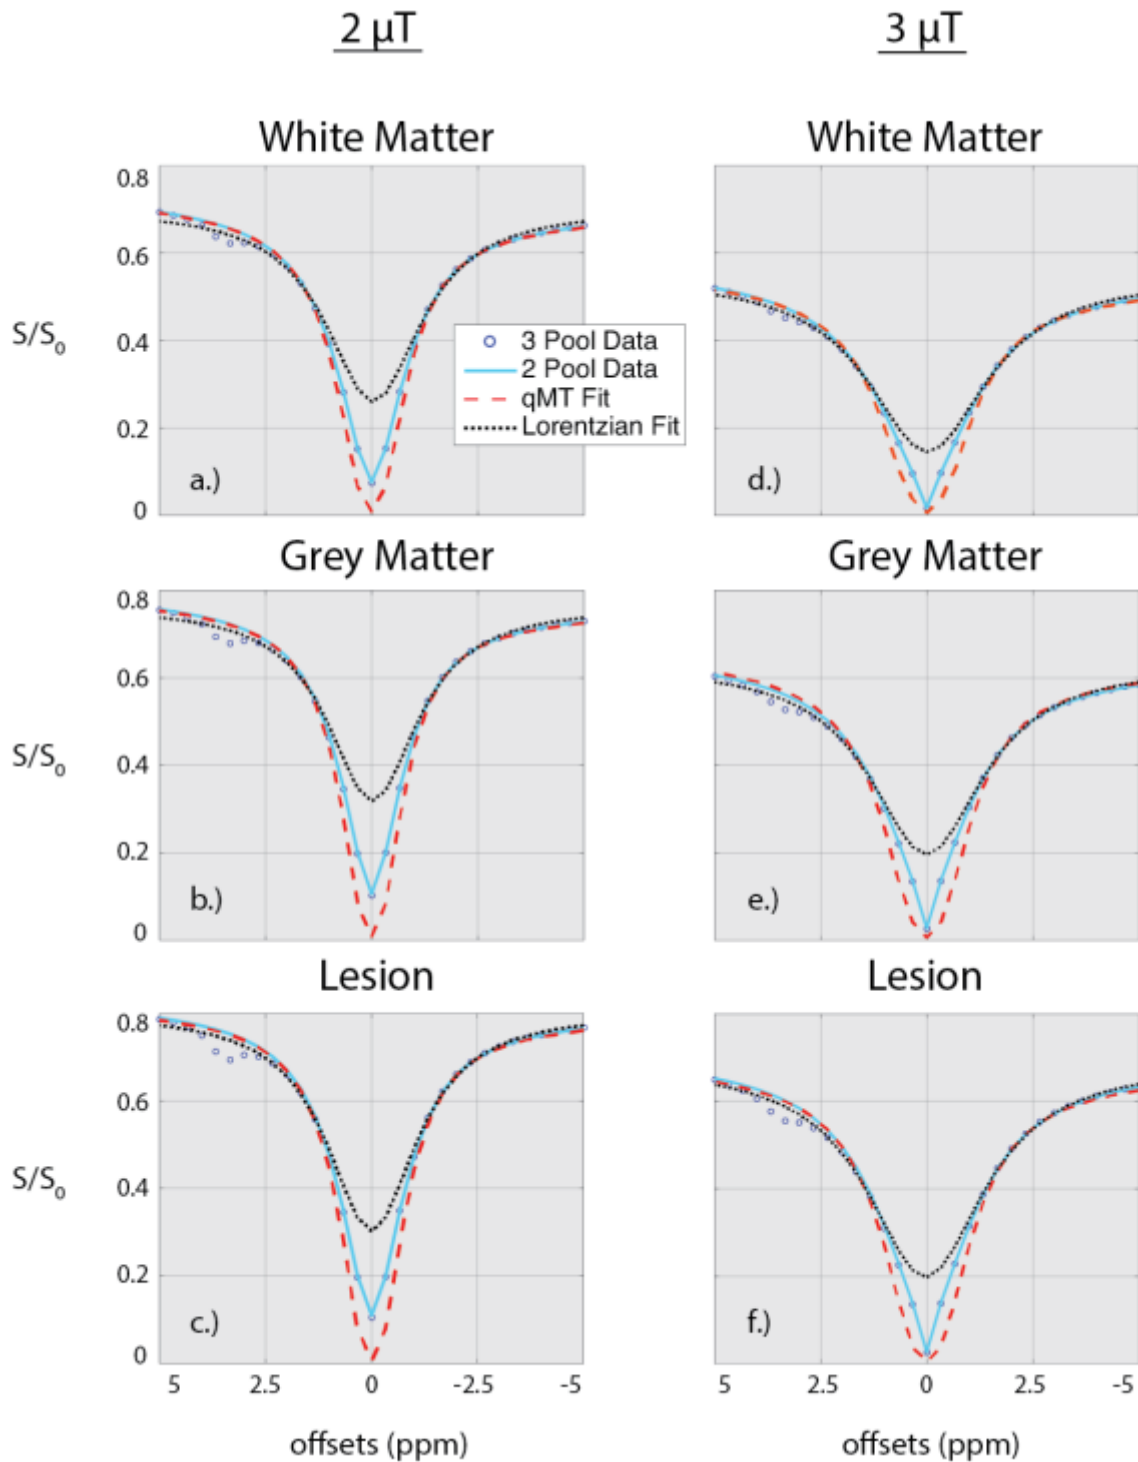 2 µT
3 µT
White Matter
White Matter
0.8
0.6
S/S0
0.4
0.2
0
3 Pool Data
2 Pool Data
qMT Fit
Lorentzian Fit
a.)
d.)
Grey Matter
Grey Matter
0.8
0.6
S/S0
0.4
0.2
0
b.)
e.)
Lesion
Lesion
0.8
0.6
S/S0
0.4
0.2
0
c.)
f.)
5 2.5 0 -2.5 -5
5 2.5 0 2.5 -5
offsets (ppm)
offsets (ppm)